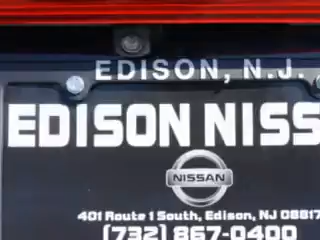 EDISON, N.J.
EDISON NISS
NISSAN
401 Route 1 South, Edison, NJ 08817
(732) 867-0400